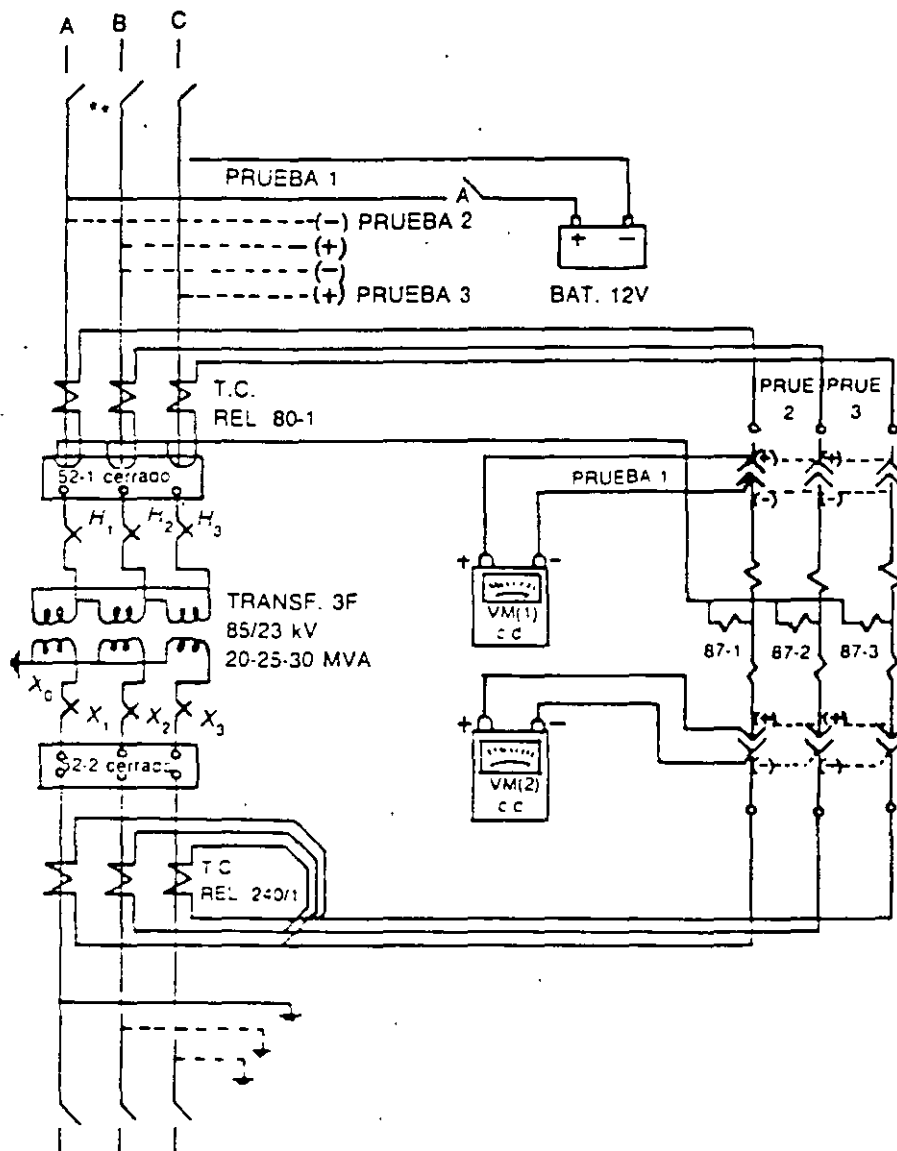 A B C
**
PRUEBA 1
A
(-) PRUEBA 2
(+)
(-)
(+) PRUEBA 3
+ -
BAT. 12V
T.C.
REL 80-1
PRUE PRUE
2 3
52-1 cerrado
(+) (+)
PRUEBA 1
(-) (-)
H1 H2 H3
+ -
VM(1)
c d
TRANSF. 3F
85/23 kV
20-25-30 MVA
87-1 87-2 87-3
X0
X1 X2 X3
+ -
(+) (+)
VM(2)
c c
(-) (-)
52-2 cerrado
T C
REL 240/1